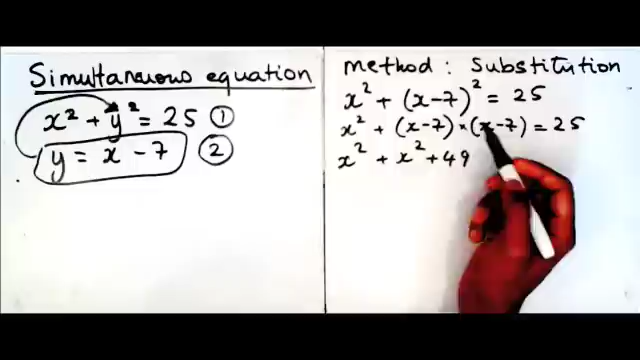 Simultaneous equation
x² + y² = 25 ①
y = x - 7 ②
method : Substitution
x² + (x-7)² = 25
x² + (x-7) × (x-7) = 25
x² + x² + 49